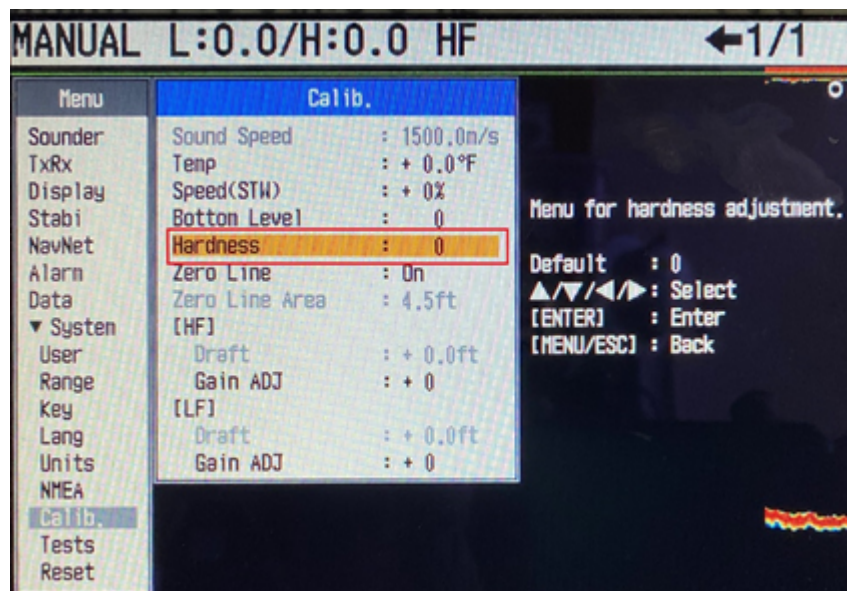 MANUAL L:0.0/H:0.0 HF ←1/1
Menu
Sounder
TxRx
Display
Stabi
NavNet
Alarm
Data
▼ System
User
Range
Key
Lang
Units
NMEA
Calib.
Tests
Reset
Calib.
Sound Speed : 1500.0m/s
Temp : + 0.0°F
Speed(STW) : + 0%
Bottom Level : 0
Hardness : 0
Zero Line : On
Zero Line Area : 4.5ft
[HF]
Draft : + 0.0ft
Gain ADJ : + 0
[LF]
Draft : + 0.0ft
Gain ADJ : + 0
Menu for hardness adjustment.
Default : 0
▲/▼/◀/▶: Select
[ENTER] : Enter
[MENU/ESC] : Back